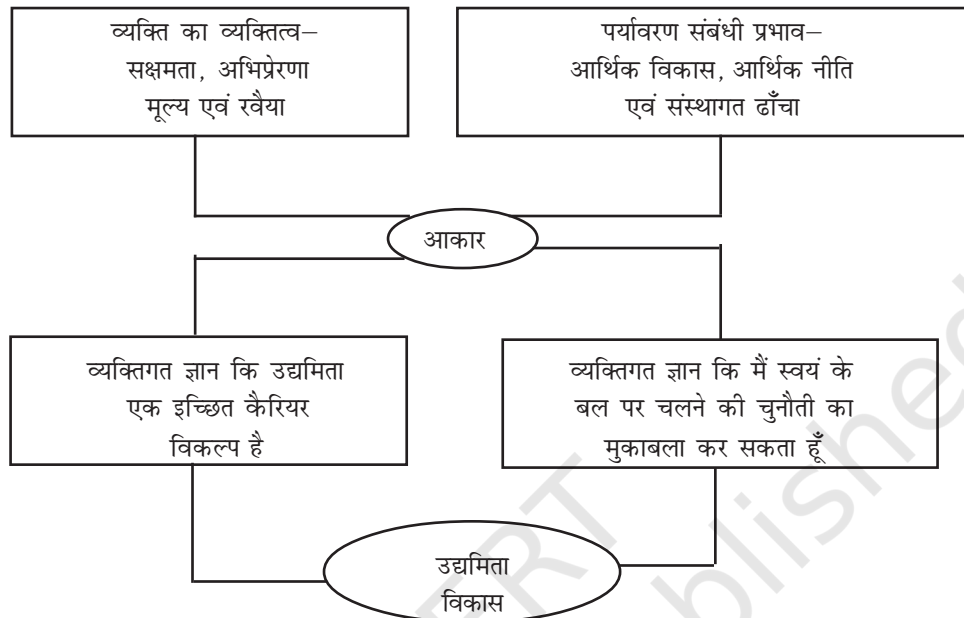 व्यक्ति का व्यक्तित्व–
सक्षमता, अभिप्रेरणा
मूल्य एवं रवैया
पर्यावरण संबंधी प्रभाव–
आर्थिक विकास, आर्थिक नीति
एवं संस्थागत ढाँचा
आकार
व्यक्तिगत ज्ञान कि उद्यमिता
एक इच्छित कैरियर
विकल्प है
व्यक्तिगत ज्ञान कि मैं स्वयं के
बल पर चलने की चुनौती का
मुकाबला कर सकता हूँ
उद्यमिता
विकास